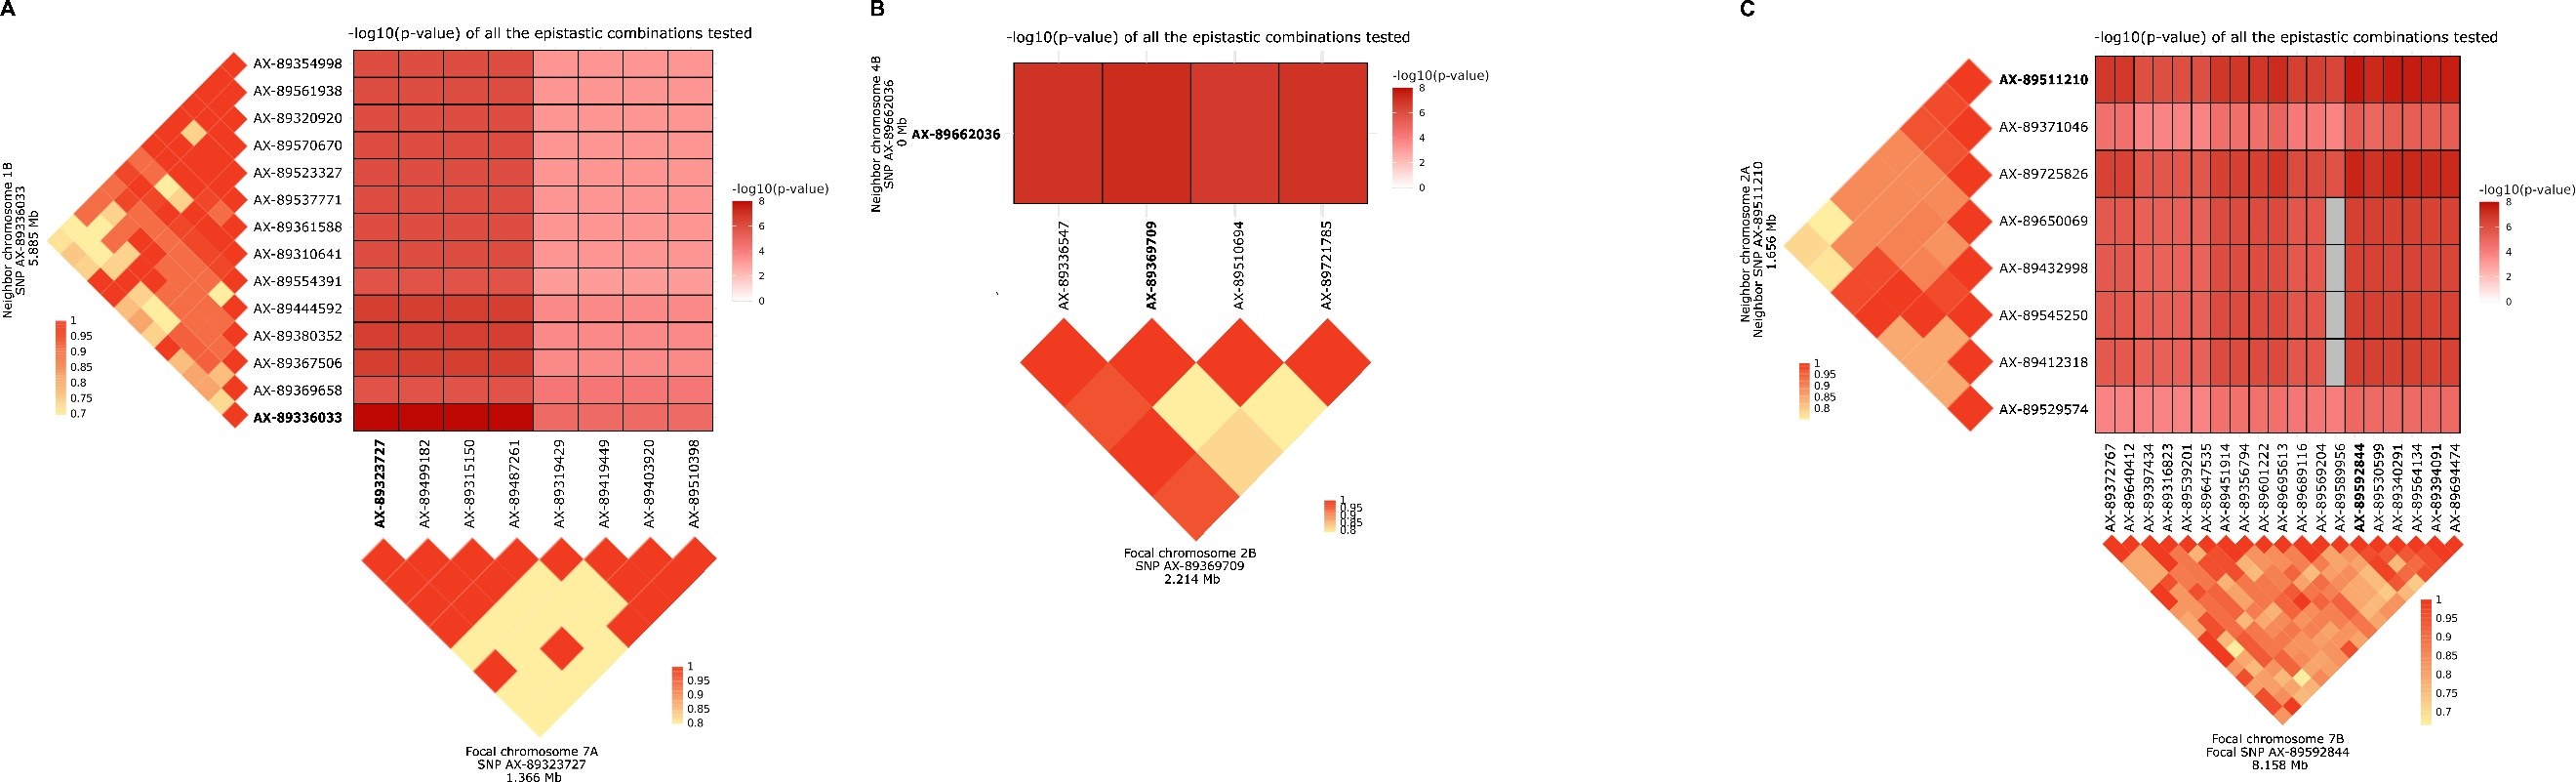 A
-log10(p-value) of all the epistastic combinations tested
Neighbor chromosome 1B
SNP AX-89336033
5.885 Mb
AX-89354998
AX-89561938
AX-89320920
AX-89570670
AX-89523327
AX-89537771
AX-89361588
AX-89310641
AX-89554391
AX-89444592
AX-89380352
AX-89367506
AX-89369658
AX-89336033
1
0.95
0.9
0.85
0.8
0.75
0.7
-log10(p-value)
8
6
4
2
0
AX-89323727
AX-89499182
AX-89315150
AX-89487261
AX-89319429
AX-89419449
AX-89403920
AX-89510398
1
0.95
0.9
0.85
0.8
Focal chromosome 7A
SNP AX-89323727
1.366 Mb
B
-log10(p-value) of all the epistastic combinations tested
Neighbor chromosome 4B
SNP AX-89662036
0 Mb
AX-89662036
-log10(p-value)
8
6
4
2
0
AX-89336547
AX-89369709
AX-89510694
AX-89721785
1
0.95
0.9
0.85
0.8
Focal chromosome 2B
SNP AX-89369709
2.214 Mb
C
-log10(p-value) of all the epistastic combinations tested
Neighbor chromosome 2A
Neighbor SNP AX-89511210
1.656 Mb
AX-89511210
AX-89371046
AX-89725826
AX-89650069
AX-89432998
AX-89545250
AX-89412318
AX-89529574
1
0.95
0.9
0.85
0.8
-log10(p-value)
8
6
4
2
0
AX-89372767
AX-89640412
AX-89397434
AX-89316823
AX-89539201
AX-89647535
AX-89451914
AX-89356794
AX-89601222
AX-89695613
AX-89689116
AX-89569204
AX-89589956
AX-89592844
AX-89530599
AX-89340291
AX-89564134
AX-89394091
AX-89694474
1
0.95
0.9
0.85
0.8
0.75
0.7
Focal chromosome 7B
Focal SNP AX-89592844
8.158 Mb